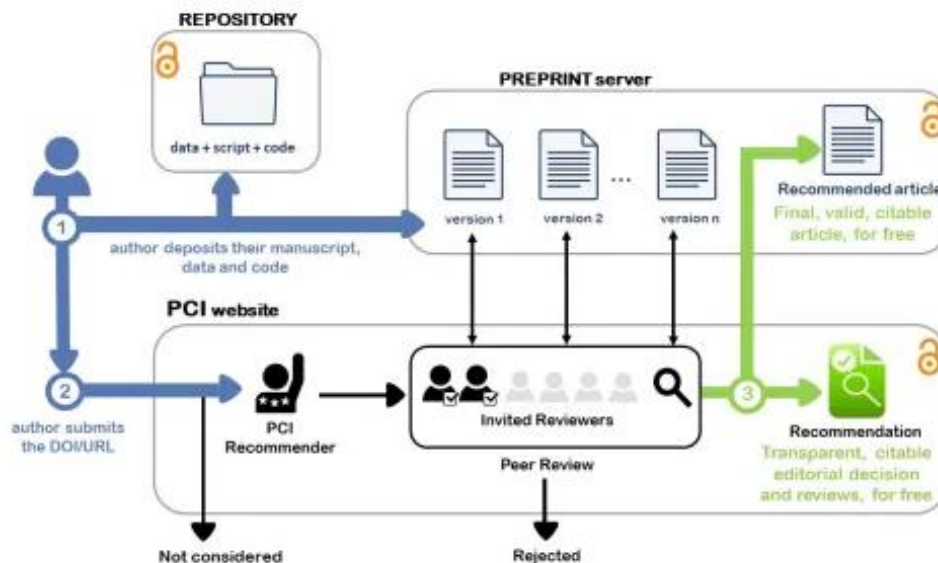 REPOSITORY
data + script + code
PREPRINT server
version 1
version 2
...
version n
Recommended article
Final, valid, citable
article, for free
1
author deposits their manuscript,
data and code
PCI website
2
author submits
the DOI/URL
PCI
Recommender
Invited Reviewers
Peer Review
3
Recommendation
Transparent, citable
editorial decision
and reviews, for free
Not considered
Rejected